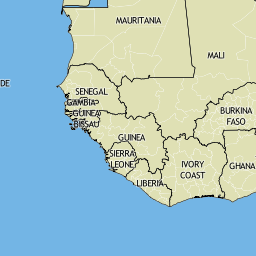 MAURITANIA
MALI
DE
SENEGAL
GAMBIA
GUINEA
BISSAU
BURKINA
FASO
GUINEA
SIERRA
LEONE
IVORY
COAST
GHANA
LIBERIA